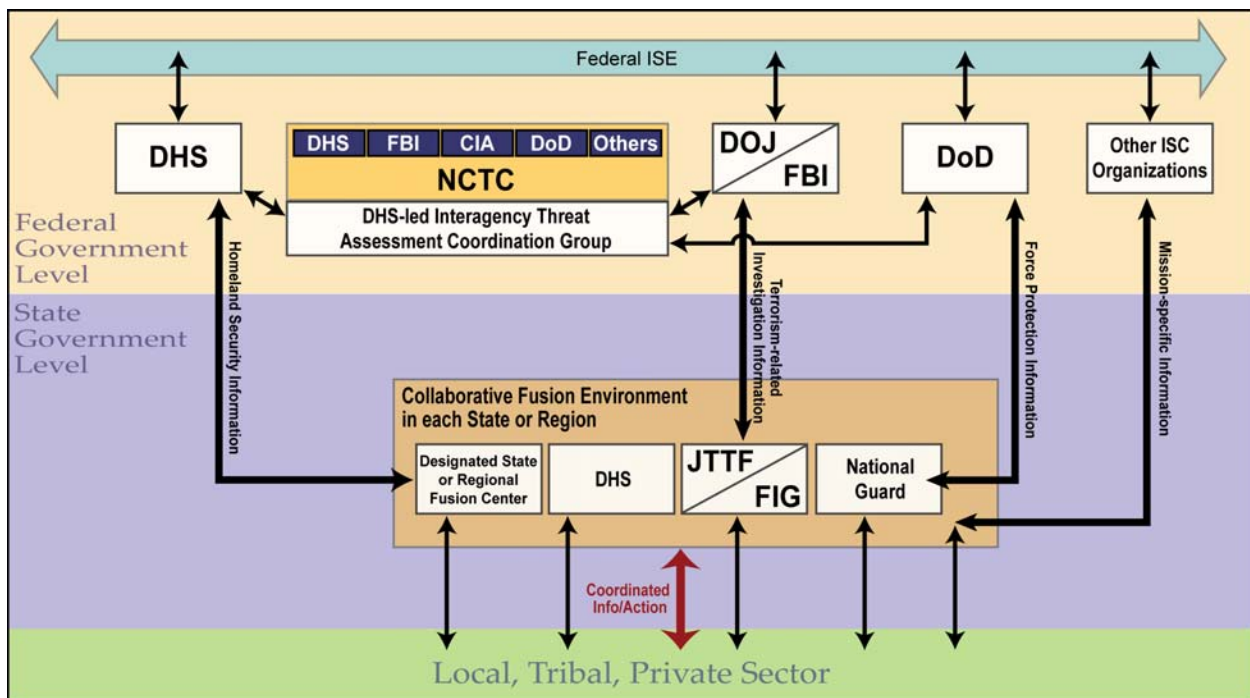 Federal ISE
DHS
DHS
FBI
CIA
DoD
Others
NCTC
DHS-led Interagency Threat
Assessment Coordination Group
DOJ
FBI
DoD
Other ISC
Organizations
Federal
Government
Level
Homeland Security Information
Terrorism-related
Investigation Information
Force Protection Information
Mission-specific Information
State
Government
Level
Collaborative Fusion Environment
in each State or Region
Designated State
or Regional
Fusion Center
DHS
JTTF
FIG
National
Guard
Coordinated
Info/Action
Local, Tribal, Private Sector